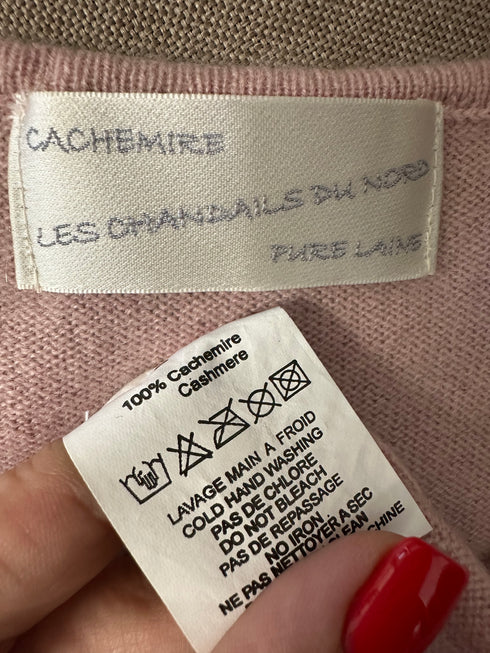 CACHEMIRE
LES CHANDAILS DU NORD
PURE LAINE
100% Cachemire
Cashmere
LAVAGE MAIN A FROID
COLD HAND WASHING
PAS DE CHLORE
DO NOT BLEACH
PAS DE REPASSAGE
NO IRON
NE PAS NETTOYER A SEC
CHINE